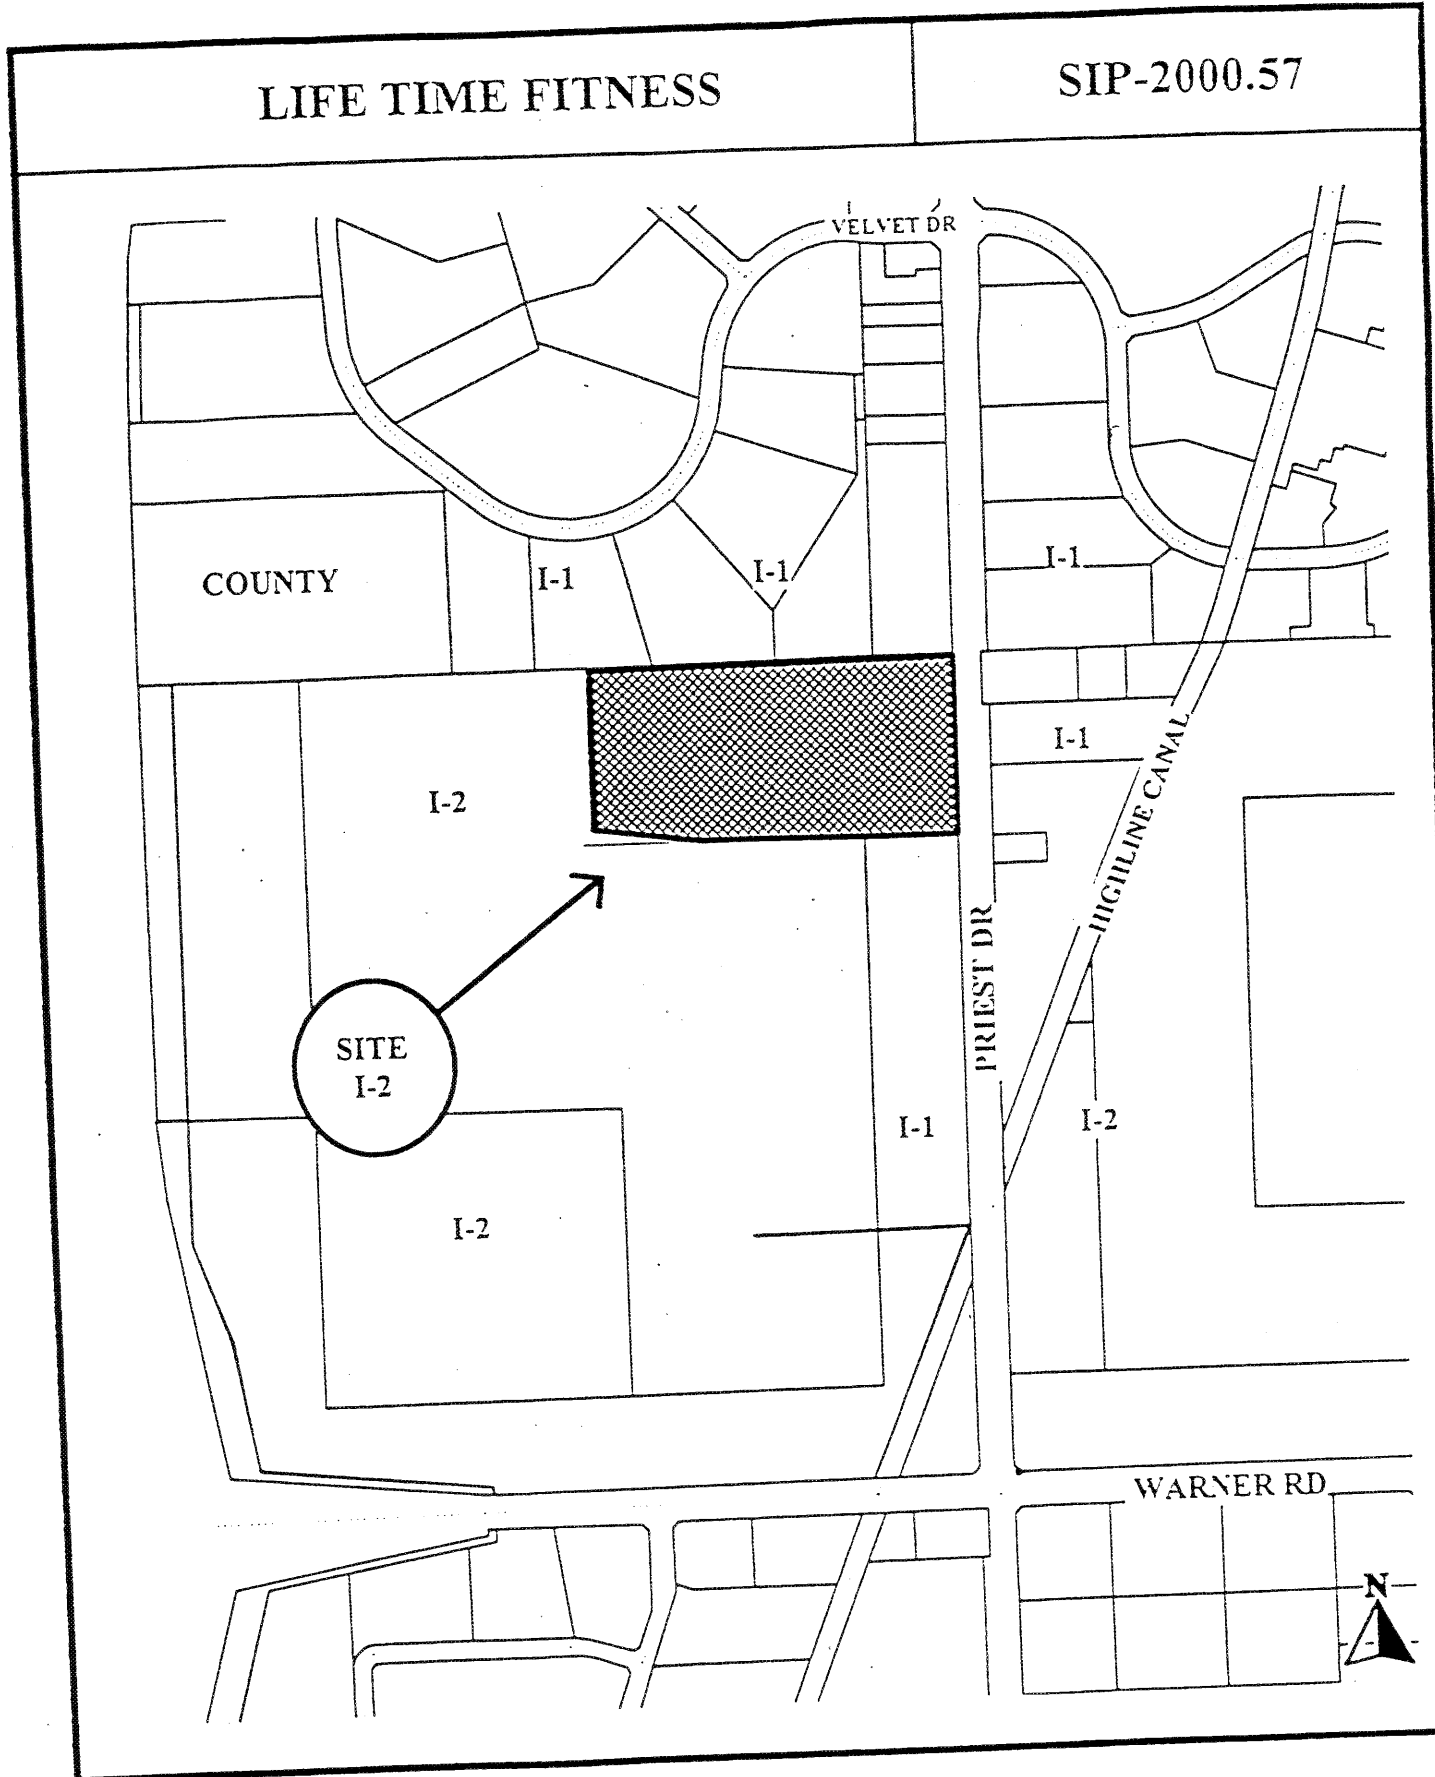 LIFE TIME FITNESS
SIP-2000.57
VELVET DR
COUNTY
I-1
I-1
I-1
I-1
I-2
HIGHLINE CANAL
PRIEST DR
SITE
I-2
I-1
I-2
I-2
WARNER RD
N